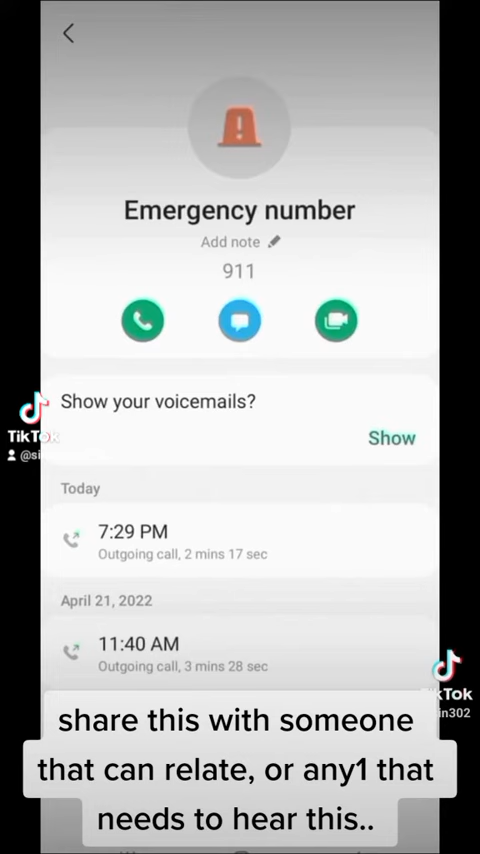 Emergency number
Add note
911
Show your voicemails?
Show
TikTok
Today
7:29 PM
Outgoing call, 2 mins 17 sec
April 21, 2022
11:40 AM
Outgoing call, 3 mins 28 sec
share this with someone
that can relate, or any1 that
needs to hear this..